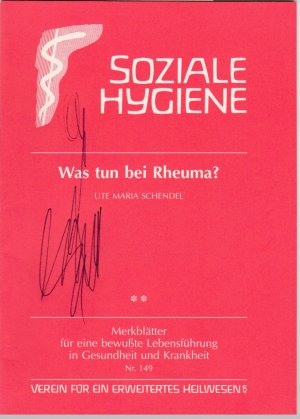 SOZIALE
HYGIENE
Was tun bei Rheuma?
UTE MARIA SCHENDEL
**
Merkblätter
für eine bewußte Lebensführung
in Gesundheit und Krankheit
Nr. 149
VEREIN FÜR EIN ERWEITERTES HEILWESEN